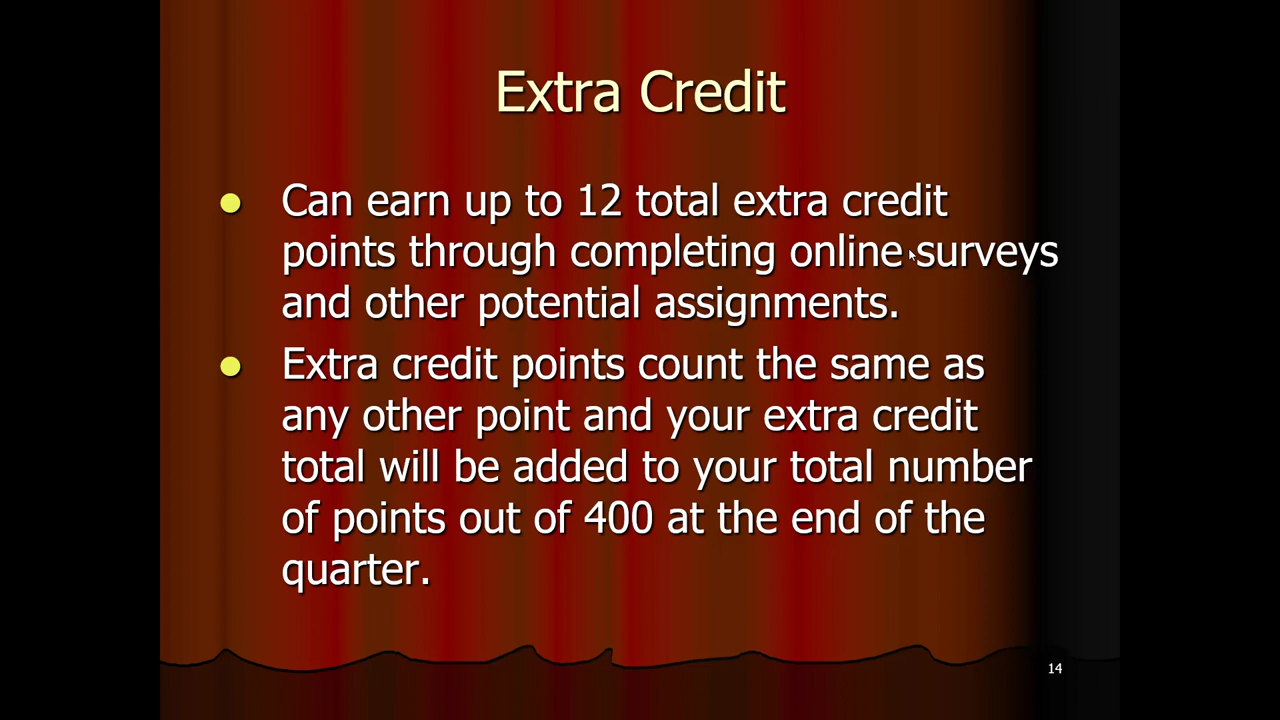 Extra Credit
Can earn up to 12 total extra credit
points through completing online surveys
and other potential assignments.
Extra credit points count the same as
any other point and your extra credit
total will be added to your total number
of points out of 400 at the end of the
quarter.
14